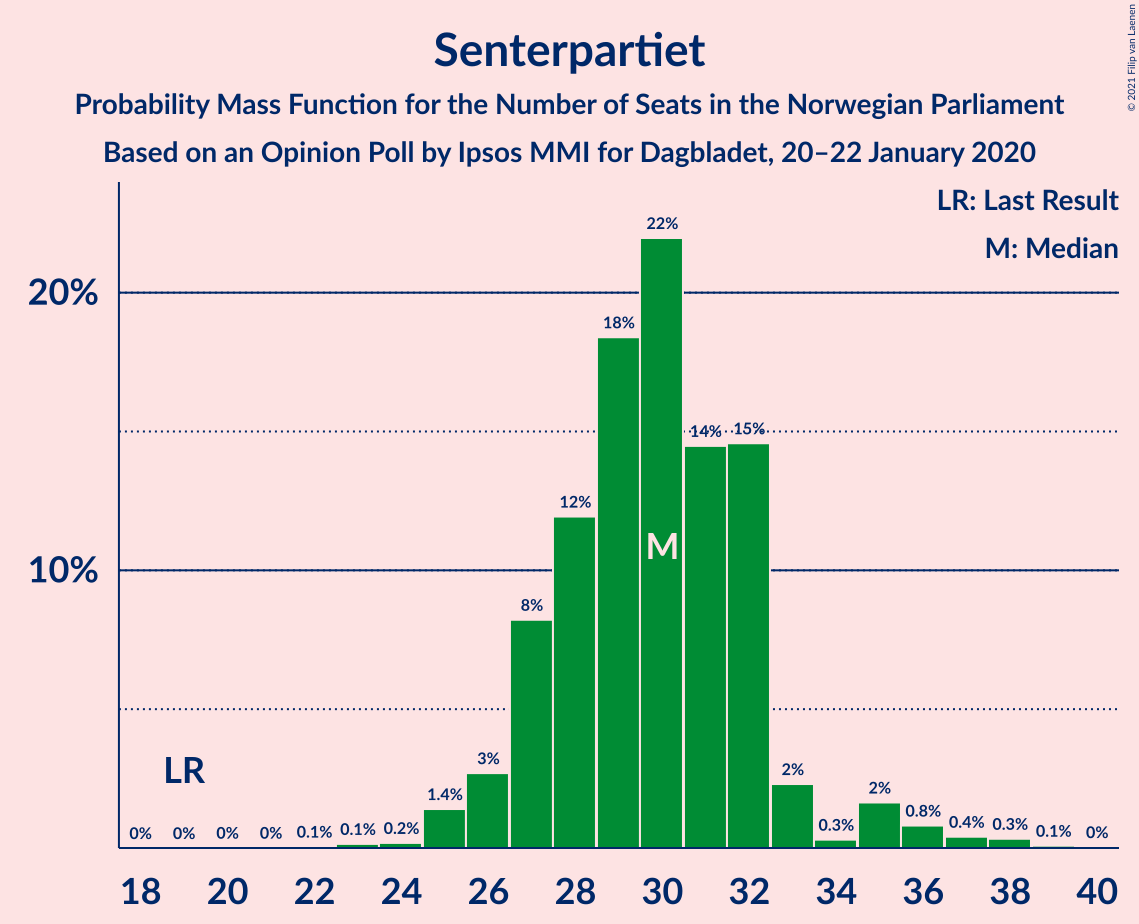 Senterpartiet
Probability Mass Function for the Number of Seats in the Norwegian Parliament
Based on an Opinion Poll by Ipsos MMI for Dagbladet, 20–22 January 2020
© 2021 Filip van Laenen
LR: Last Result
M: Median
20%
10%
22%
18%
14%
15%
12%
M
8%
LR
3%
1.4%
2%
2%
0.8%
0% 0% 0% 0% 0.1% 0.1% 0.2%
0.3%
0.4% 0.3% 0.1% 0%
18 20 22 24 26 28 30 32 34 36 38 40